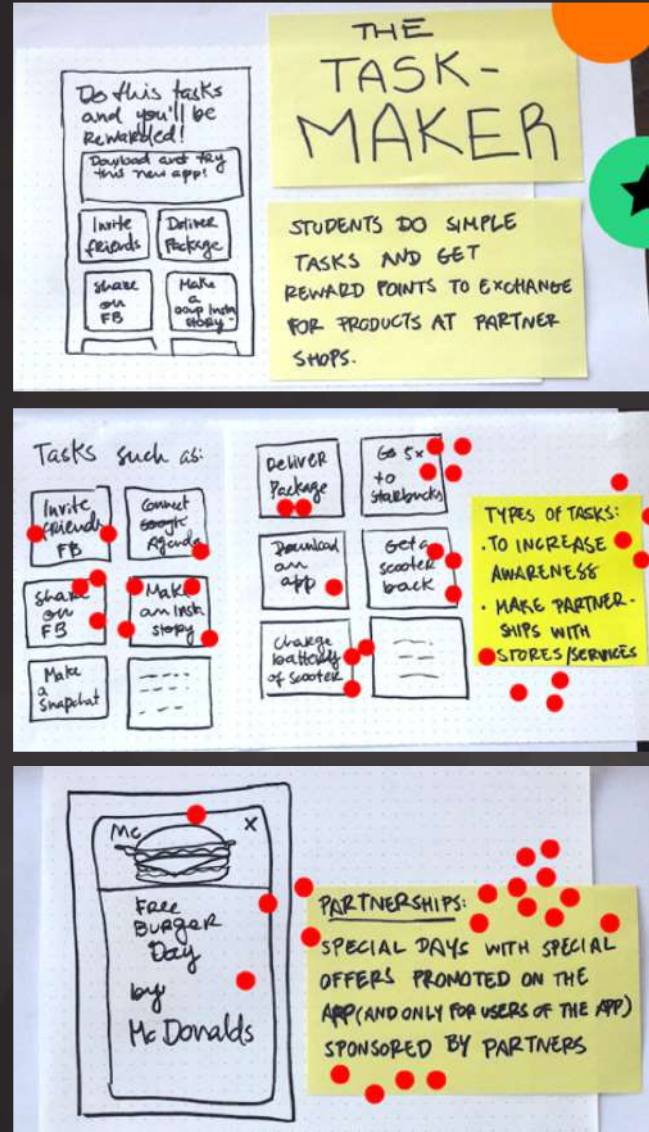 THE
TASK-
MAKER
Do this tasks
and you'll be
Rewarded!
Download and try
this new app!
Invite
friends
Deliver
Package
Share
on
FB
Make
a
Insta
story
STUDENTS DO SIMPLE
TASKS AND GET
REWARD POINTS TO EXCHANGE
FOR PRODUCTS AT PARTNER
SHOPS.
Tasks such as:
Invite
friends
FB
Connect
Google
Agenda
Share
on
FB
Make
an Insta
story
Make
a
Snapchat
Deliver
Package
Go 5x
to
Starbucks
Download
an
app
Get a
scooter
back
Charge
battery
of scooter
TYPES OF TASKS:
• TO INCREASE
AWARENESS
• MAKE PARTNER-
SHIPS WITH
STORES/SERVICES
Mc
X
Free
Burger
Day
by
McDonalds
PARTNERSHIPS:
SPECIAL DAYS WITH SPECIAL
OFFERS PROMOTED ON THE
APP (AND ONLY FOR USERS OF THE APP)
SPONSORED BY PARTNERS